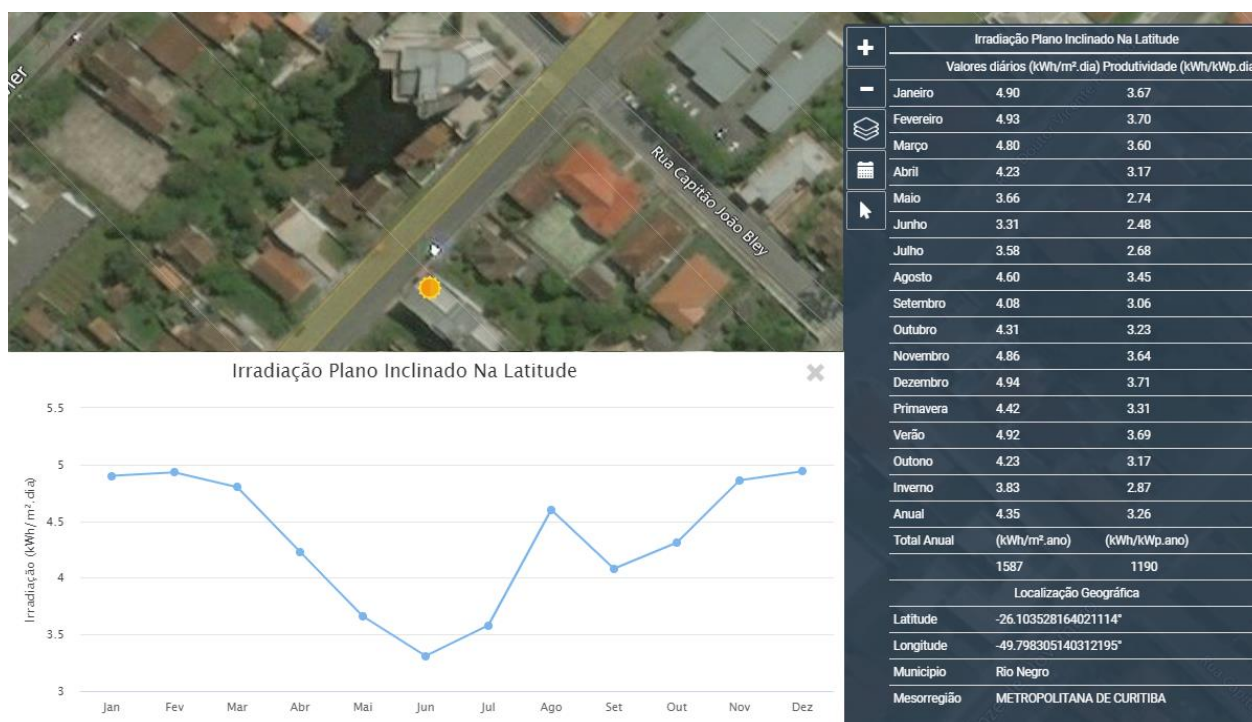 ner
Rua Capitão João Bley
Irradiação Plano Inclinado Na Latitude
5.5
5
4.5
4
3.5
3
Irradiação (kWh/m².dia)
Jan Fev Mar Abr Mai Jun Jul Ago Set Out Nov Dez
Irradiação Plano Inclinado Na Latitude
Valores diários (kWh/m².dia) Produtividade (kWh/kWp.dia
Janeiro 4.90 3.67
Fevereiro 4.93 3.70
Março 4.80 3.60
Abril 4.23 3.17
Maio 3.66 2.74
Junho 3.31 2.48
Julho 3.58 2.68
Agosto 4.60 3.45
Setembro 4.08 3.06
Outubro 4.31 3.23
Novembro 4.86 3.64
Dezembro 4.94 3.71
Primavera 4.42 3.31
Verão 4.92 3.69
Outono 4.23 3.17
Inverno 3.83 2.87
Anual 4.35 3.26
Total Anual (kWh/m².ano) (kWh/kWp.ano)
1587 1190
Localização Geográfica
Latitude -26.103528164021114°
Longitude -49.798305140312195°
Municipio Rio Negro
Mesorregião METROPOLITANA DE CURITIBA